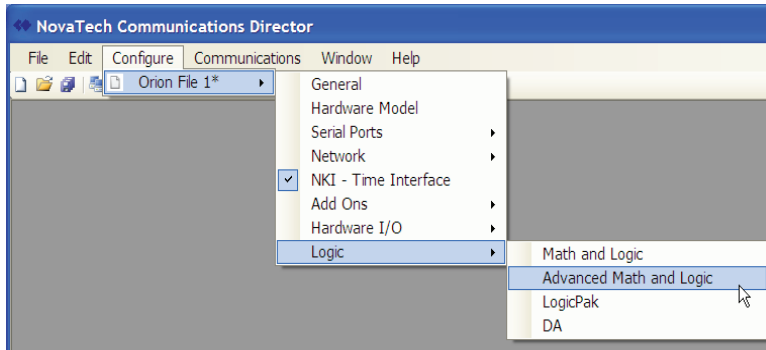 NovaTech Communications Director
File Edit Configure Communications Window Help
Orion File 1*
General
Hardware Model
Serial Ports
Network
NKI - Time Interface
Add Ons
Hardware I/O
Logic
Math and Logic
Advanced Math and Logic
LogicPak
DA